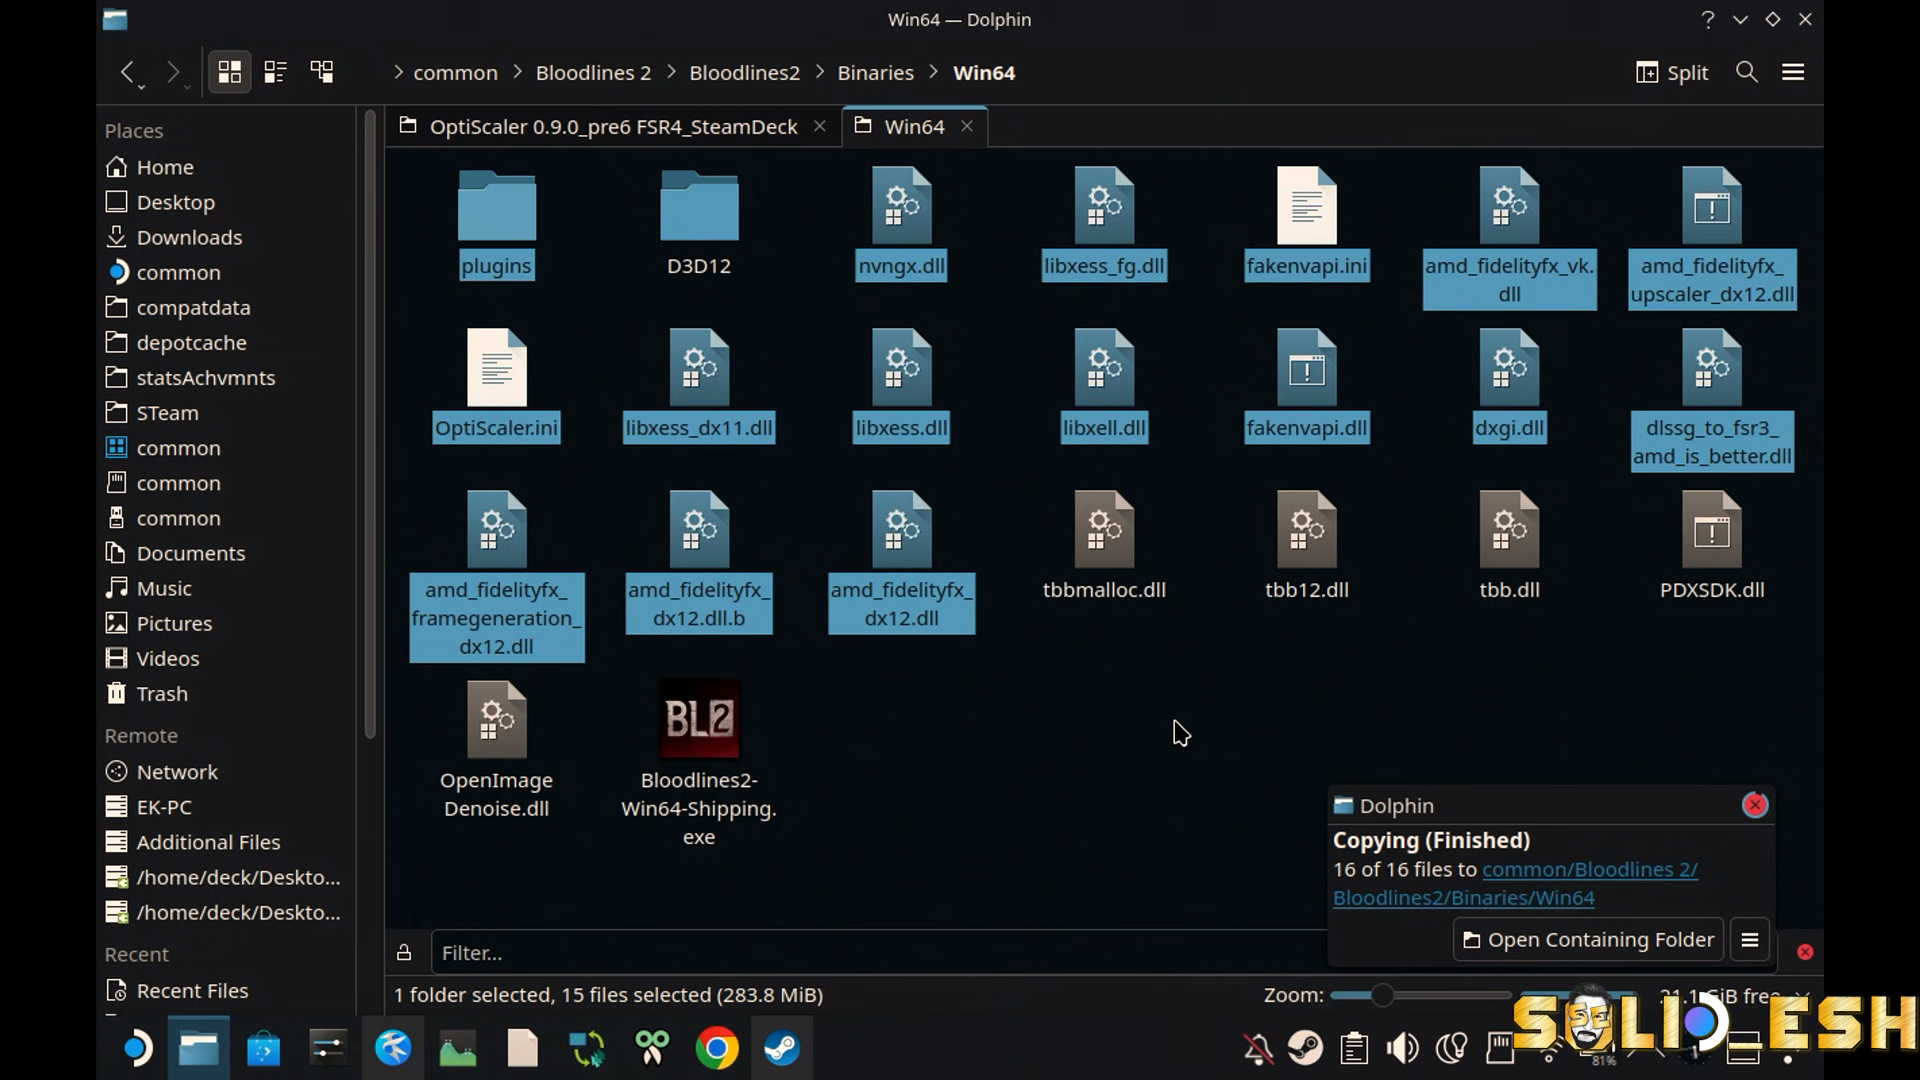 Win64 — Dolphin
?
common
Bloodlines 2
Bloodlines2
Binaries
Win64
Split
OptiScaler 0.9.0_pre6 FSR4_SteamDeck
Win64
Places
Home
Desktop
Downloads
common
compatdata
depotcache
statsAchvmnts
STeam
common
common
common
Documents
Music
Pictures
Videos
Trash
Remote
Network
EK-PC
Additional Files
/home/deck/Deskto...
/home/deck/Deskto...
Recent
Recent Files
plugins
D3D12
nvngx.dll
libxess_fg.dll
fakenvapi.ini
amd_fidelityfx_vk.
dll
amd_fidelityfx_
upscaler_dx12.dll
OptiScaler.ini
libxess_dx11.dll
libxess.dll
libxell.dll
fakenvapi.dll
dxgi.dll
dlssg_to_fsr3_
amd_is_better.dll
amd_fidelityfx_
framegeneration_
dx12.dll
amd_fidelityfx_
dx12.dll.b
amd_fidelityfx_
dx12.dll
tbbmalloc.dll
tbb12.dll
tbb.dll
PDXSDK.dll
OpenImage
Denoise.dll
BL2
Bloodlines2-
Win64-Shipping.
exe
Dolphin
Copying (Finished)
16 of 16 files to common/Bloodlines 2/
Bloodlines2/Binaries/Win64
Open Containing Folder
Filter...
1 folder selected, 15 files selected (283.8 MiB)
Zoom:
GiB free
81%
SOLID_ESH